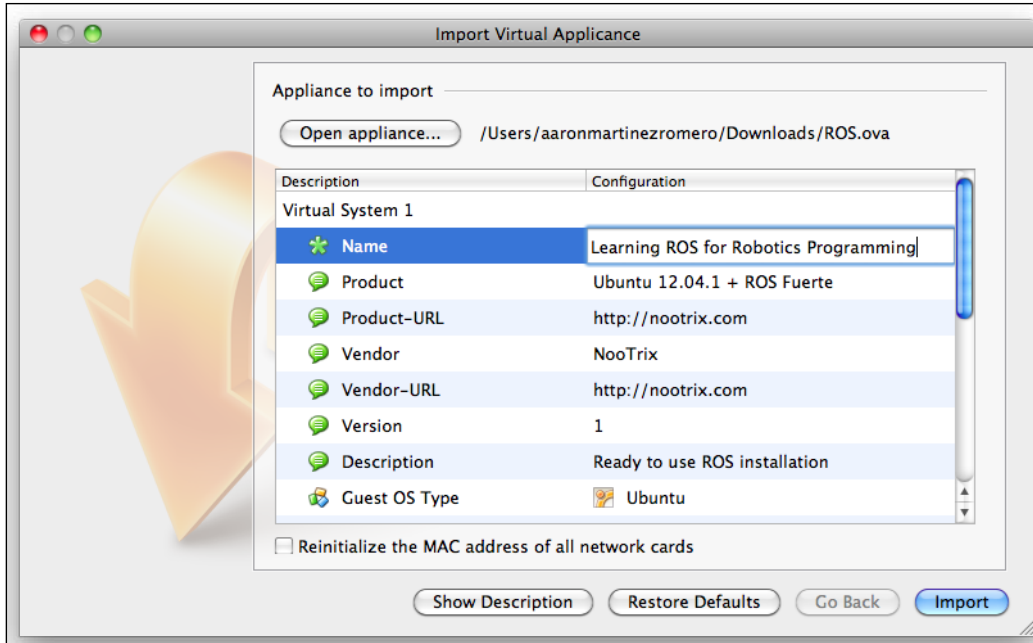 Import Virtual Applicance
Appliance to import
Open appliance... /Users/aaronmartinezromero/Downloads/ROS.ova
Description Configuration
Virtual System 1
Name Learning ROS for Robotics Programming
Product Ubuntu 12.04.1 + ROS Fuerte
Product-URL http://nootrix.com
Vendor NooTrix
Vendor-URL http://nootrix.com
Version 1
Description Ready to use ROS installation
Guest OS Type Ubuntu
Reinitialize the MAC address of all network cards
Show Description Restore Defaults Go Back Import